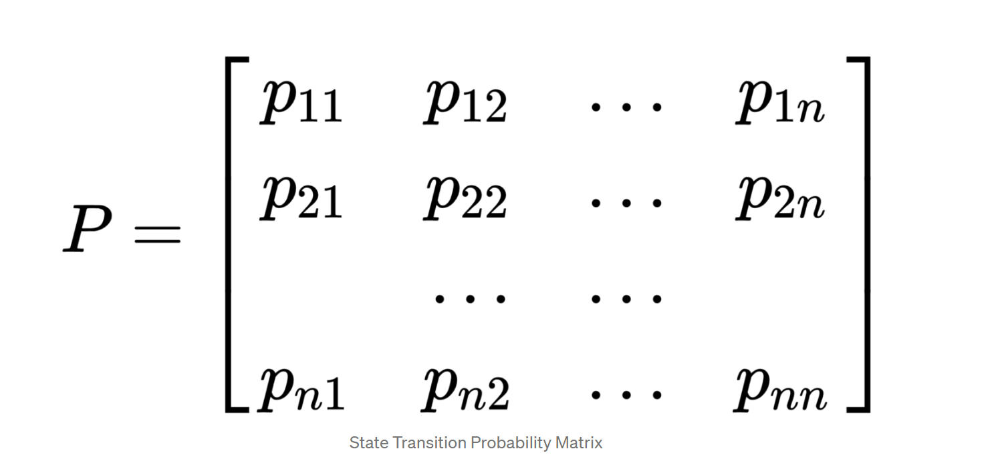 p₁₁ p₁₂ ... p₁ₙ
p₂₁ p₂₂ ... p₂ₙ
P =
... ...
pₙ₁ pₙ₂ ... pₙₙ
State Transition Probability Matrix